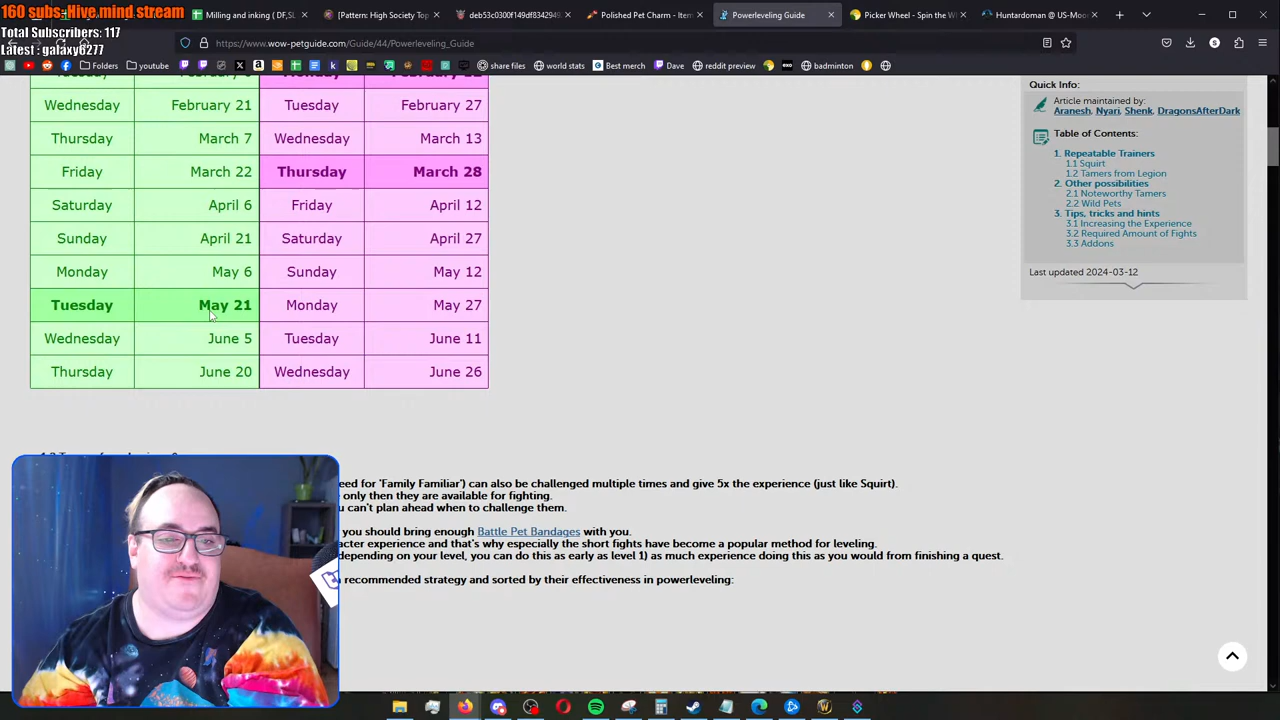 160 subs-Hive mind stream
Total Subscribers: 117
Latest : galaxy6277
Milling and inking ( DF,SL
[Pattern: High Society Top
deb53c0300f149df834294
Polished Pet Charm - Item
Powerleveling Guide
Picker Wheel - Spin the W
Huntardoman @ US-Moon
https://www.wow-petguide.com/Guide/44/Powerleveling_Guide
Folders
youtube
share files
world stats
Best merch
Dave
reddit preview
badminton
Wednesday February 21 Tuesday February 27
Thursday March 7 Wednesday March 13
Friday March 22 Thursday March 28
Saturday April 6 Friday April 12
Sunday April 21 Saturday April 27
Monday May 6 Sunday May 12
Tuesday May 21 Monday May 27
Wednesday June 5 Tuesday June 11
Thursday June 20 Wednesday June 26
Quick Info:
Article maintained by:
Aranesh, Nyari, Shenk, DragonsAfterDark
Table of Contents:
1. Repeatable Trainers
1.1 Squirt
1.2 Tamers from Legion
2. Other possibilities
2.1 Noteworthy Tamers
2.2 Wild Pets
3. Tips, tricks and hints
3.1 Increasing the Experience
3.2 Required Amount of Fights
3.3 Addons
Last updated 2024-03-12
eed for 'Family Familiar') can also be challenged multiple times and give 5x the experience (just like Squirt).
only then they are available for fighting.
u can't plan ahead when to challenge them.
you should bring enough Battle Pet Bandages with you.
racter experience and that's why especially the short fights have become a popular method for leveling.
depending on your level, you can do this as early as level 1) as much experience doing this as you would from finishing a quest.
recommended strategy and sorted by their effectiveness in powerleveling: